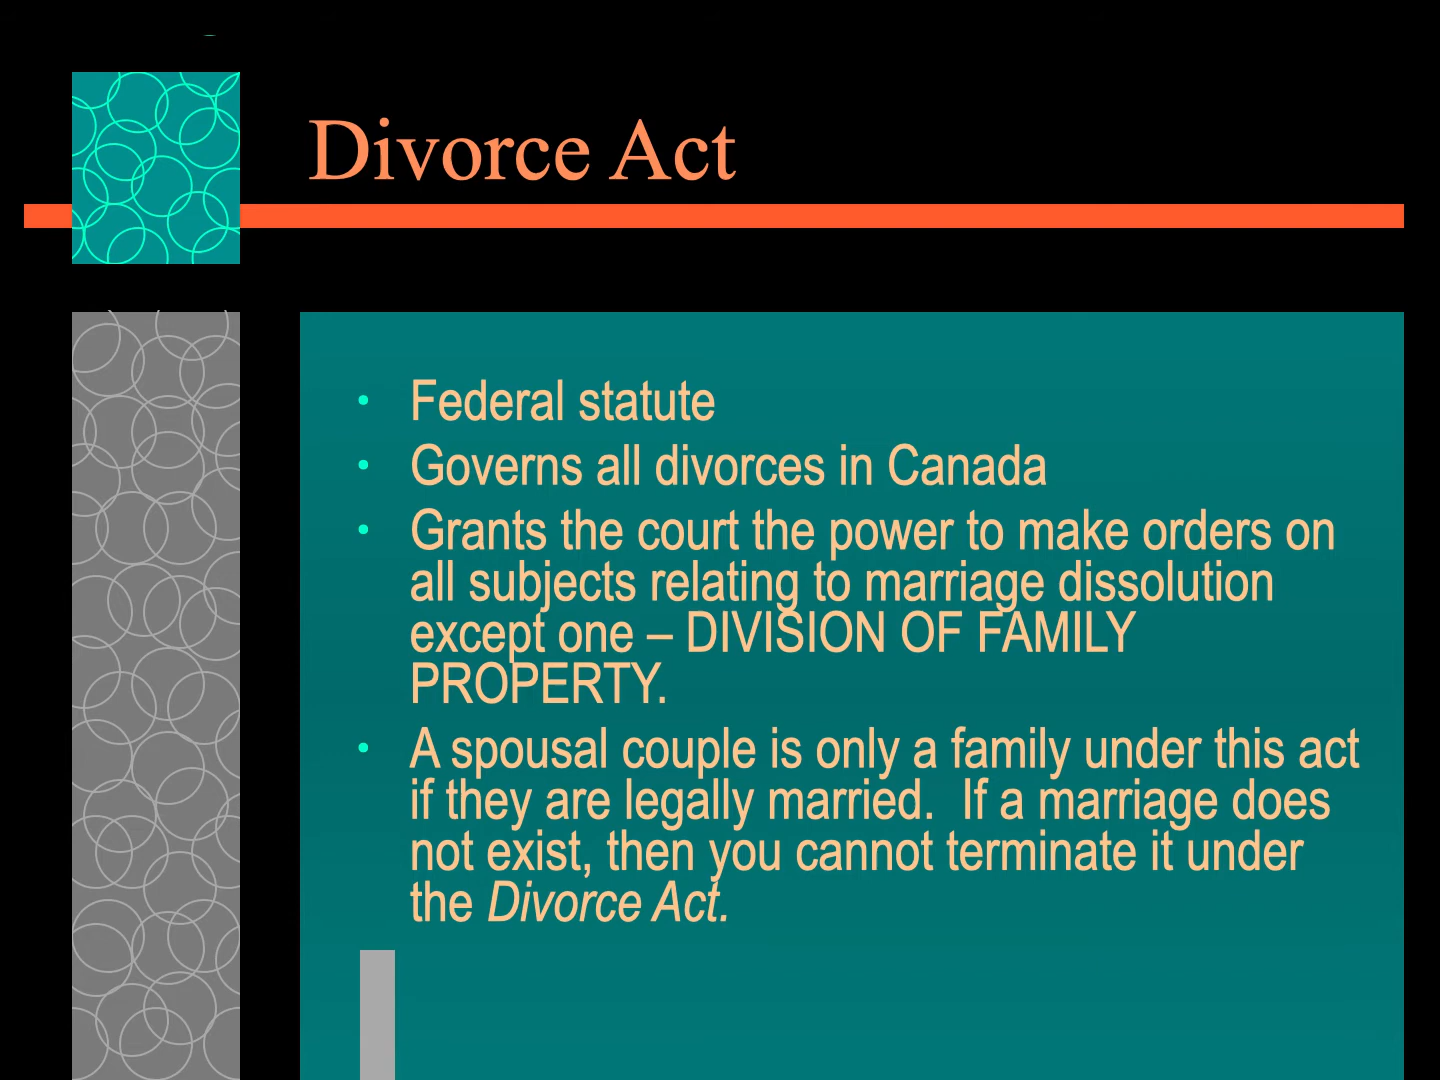 Divorce Act
• Federal statute
• Governs all divorces in Canada
• Grants the court the power to make orders on
all subjects relating to marriage dissolution
except one – DIVISION OF FAMILY
PROPERTY.
• A spousal couple is only a family under this act
if they are legally married.  If a marriage does
not exist, then you cannot terminate it under
the Divorce Act.